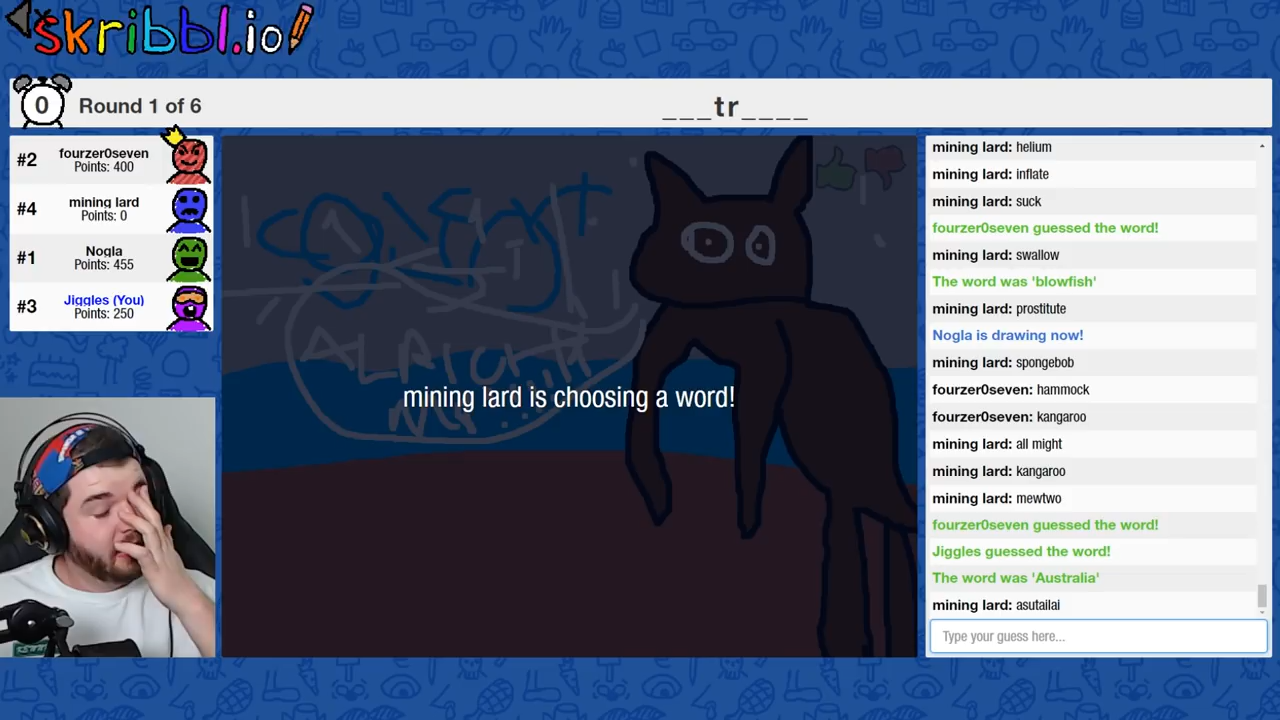 skribbl.io
0
Round 1 of 6
___tr____
#2
fourzer0seven
Points: 400
#4
mining lard
Points: 0
#1
Nogla
Points: 455
#3
Jiggles (You)
Points: 250
ALRIGHT
mining lard is choosing a word!
mining lard: helium
mining lard: inflate
mining lard: suck
fourzer0seven guessed the word!
mining lard: swallow
The word was 'blowfish'
mining lard: prostitute
Nogla is drawing now!
mining lard: spongebob
fourzer0seven: hammock
fourzer0seven: kangaroo
mining lard: all might
mining lard: kangaroo
mining lard: mewtwo
fourzer0seven guessed the word!
Jiggles guessed the word!
The word was 'Australia'
mining lard: asutailai
Type your guess here...